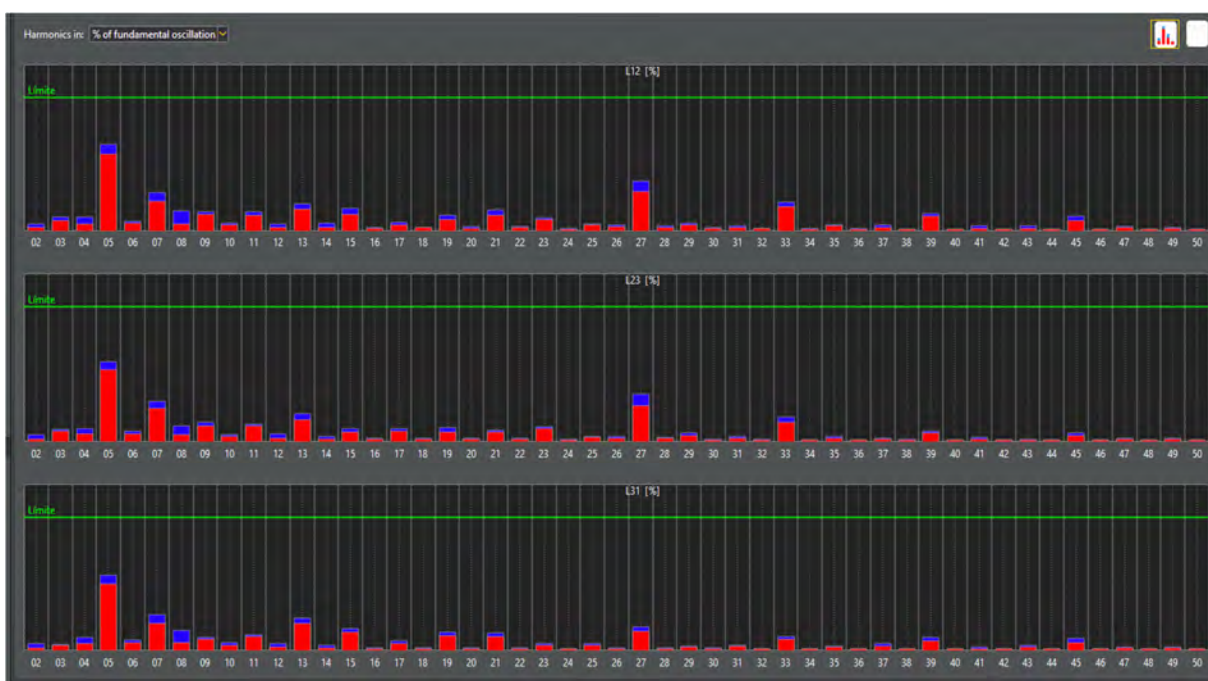 Harmonics in: % of fundamental oscillation
L12 [%]
Límite
02 03 04 05 06 07 08 09 10 11 12 13 14 15 16 17 18 19 20 21 22 23 24 25 26 27 28 29 30 31 32 33 34 35 36 37 38 39 40 41 42 43 44 45 46 47 48 49 50
L23 [%]
Límite
02 03 04 05 06 07 08 09 10 11 12 13 14 15 16 17 18 19 20 21 22 23 24 25 26 27 28 29 30 31 32 33 34 35 36 37 38 39 40 41 42 43 44 45 46 47 48 49 50
L31 [%]
Límite
02 03 04 05 06 07 08 09 10 11 12 13 14 15 16 17 18 19 20 21 22 23 24 25 26 27 28 29 30 31 32 33 34 35 36 37 38 39 40 41 42 43 44 45 46 47 48 49 50